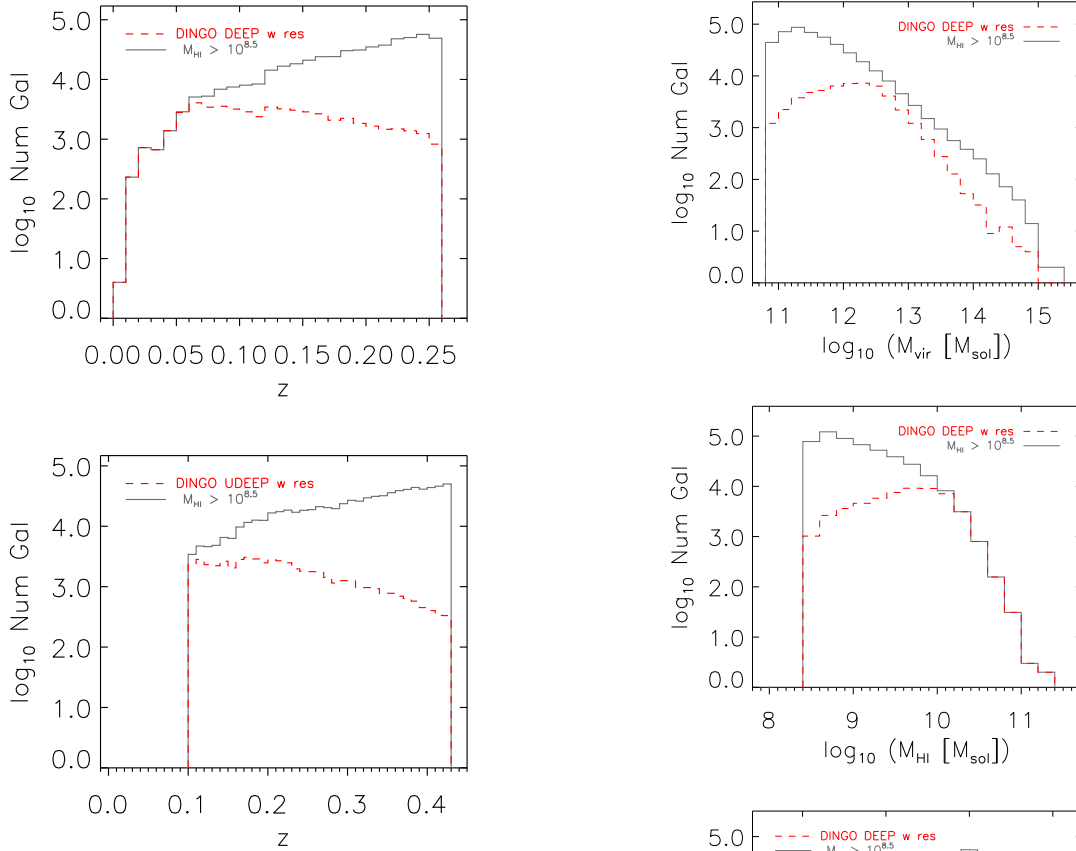 DINGO DEEP w res
M_HI > 10^8.5
log_10 Num Gal
5.0
4.0
3.0
2.0
1.0
0.0
0.00 0.05 0.10 0.15 0.20 0.25
z
DINGO UDEEP w res
M_HI > 10^8.5
log_10 Num Gal
5.0
4.0
3.0
2.0
1.0
0.0
0.0 0.1 0.2 0.3 0.4
z
DINGO DEEP w res
M_HI > 10^8.5
log_10 Num Gal
5.0
4.0
3.0
2.0
1.0
0.0
11 12 13 14 15
log_10 (M_vir [M_sol])
DINGO DEEP w res
M_HI > 10^8.5
log_10 Num Gal
5.0
4.0
3.0
2.0
1.0
0.0
8 9 10 11
log_10 (M_HI [M_sol])
DINGO DEEP w res
5.0